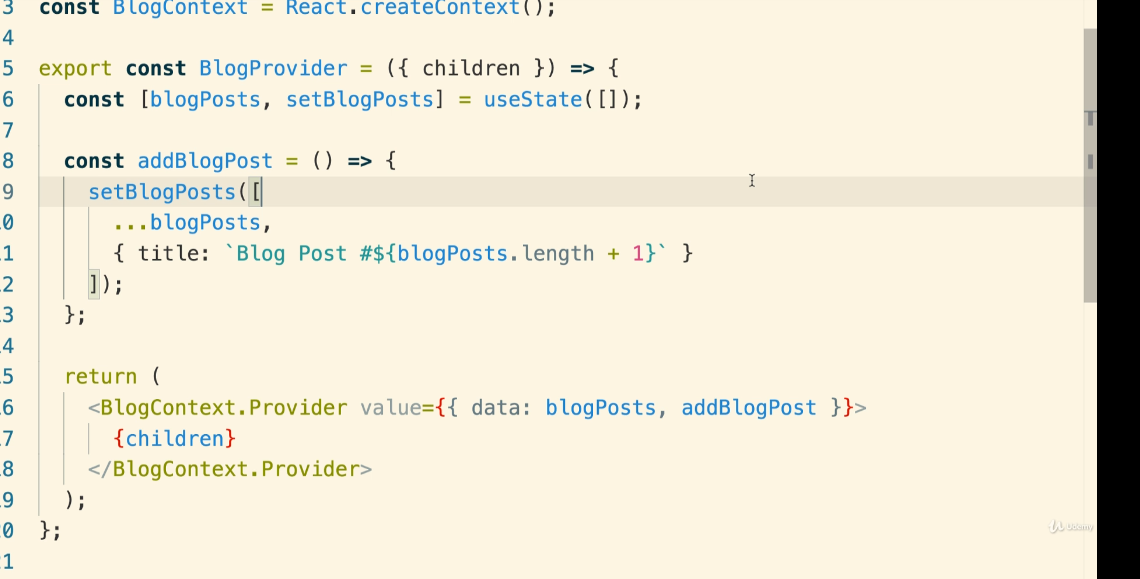 3 const BlogContext = React.createContext();
4
5 export const BlogProvider = ({ children }) => {
6   const [blogPosts, setBlogPosts] = useState([]);
7
8   const addBlogPost = () => {
9     setBlogPosts([
0       ...blogPosts,
1       { title: `Blog Post #${blogPosts.length + 1}` }
2     ]);
3   };
4
5   return (
6     <BlogContext.Provider value={{ data: blogPosts, addBlogPost }}>
7       {children}
8     </BlogContext.Provider>
9   );
0 };
1
Udemy